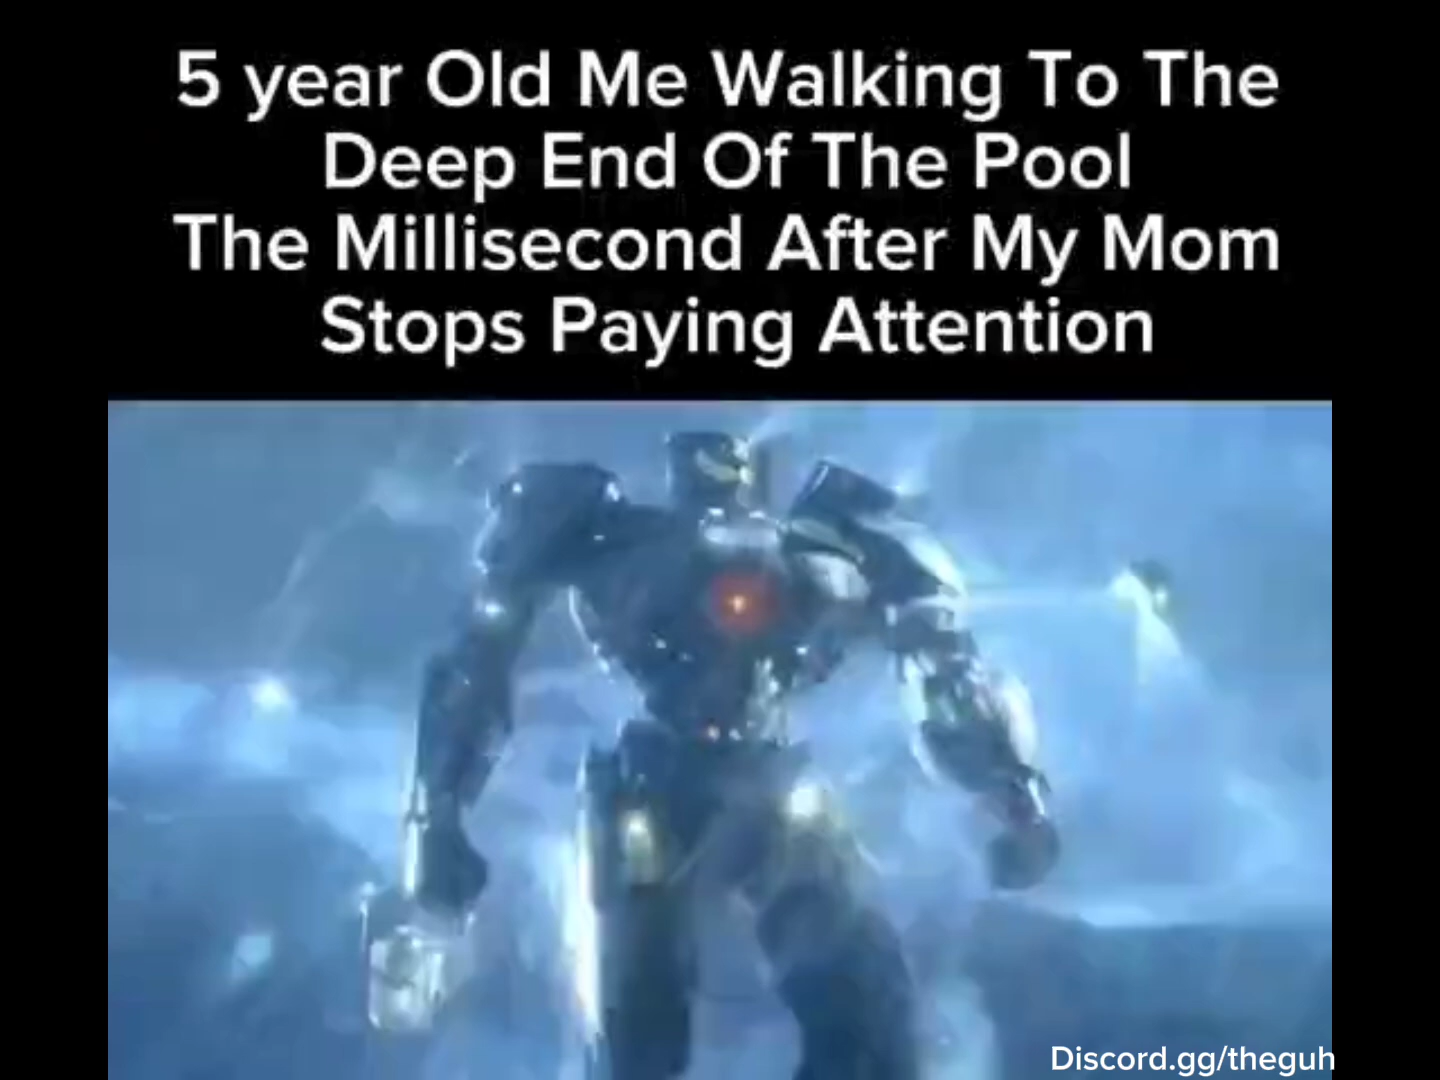 5 year Old Me Walking To The
Deep End Of The Pool
The Millisecond After My Mom
Stops Paying Attention
Discord.gg/theguh